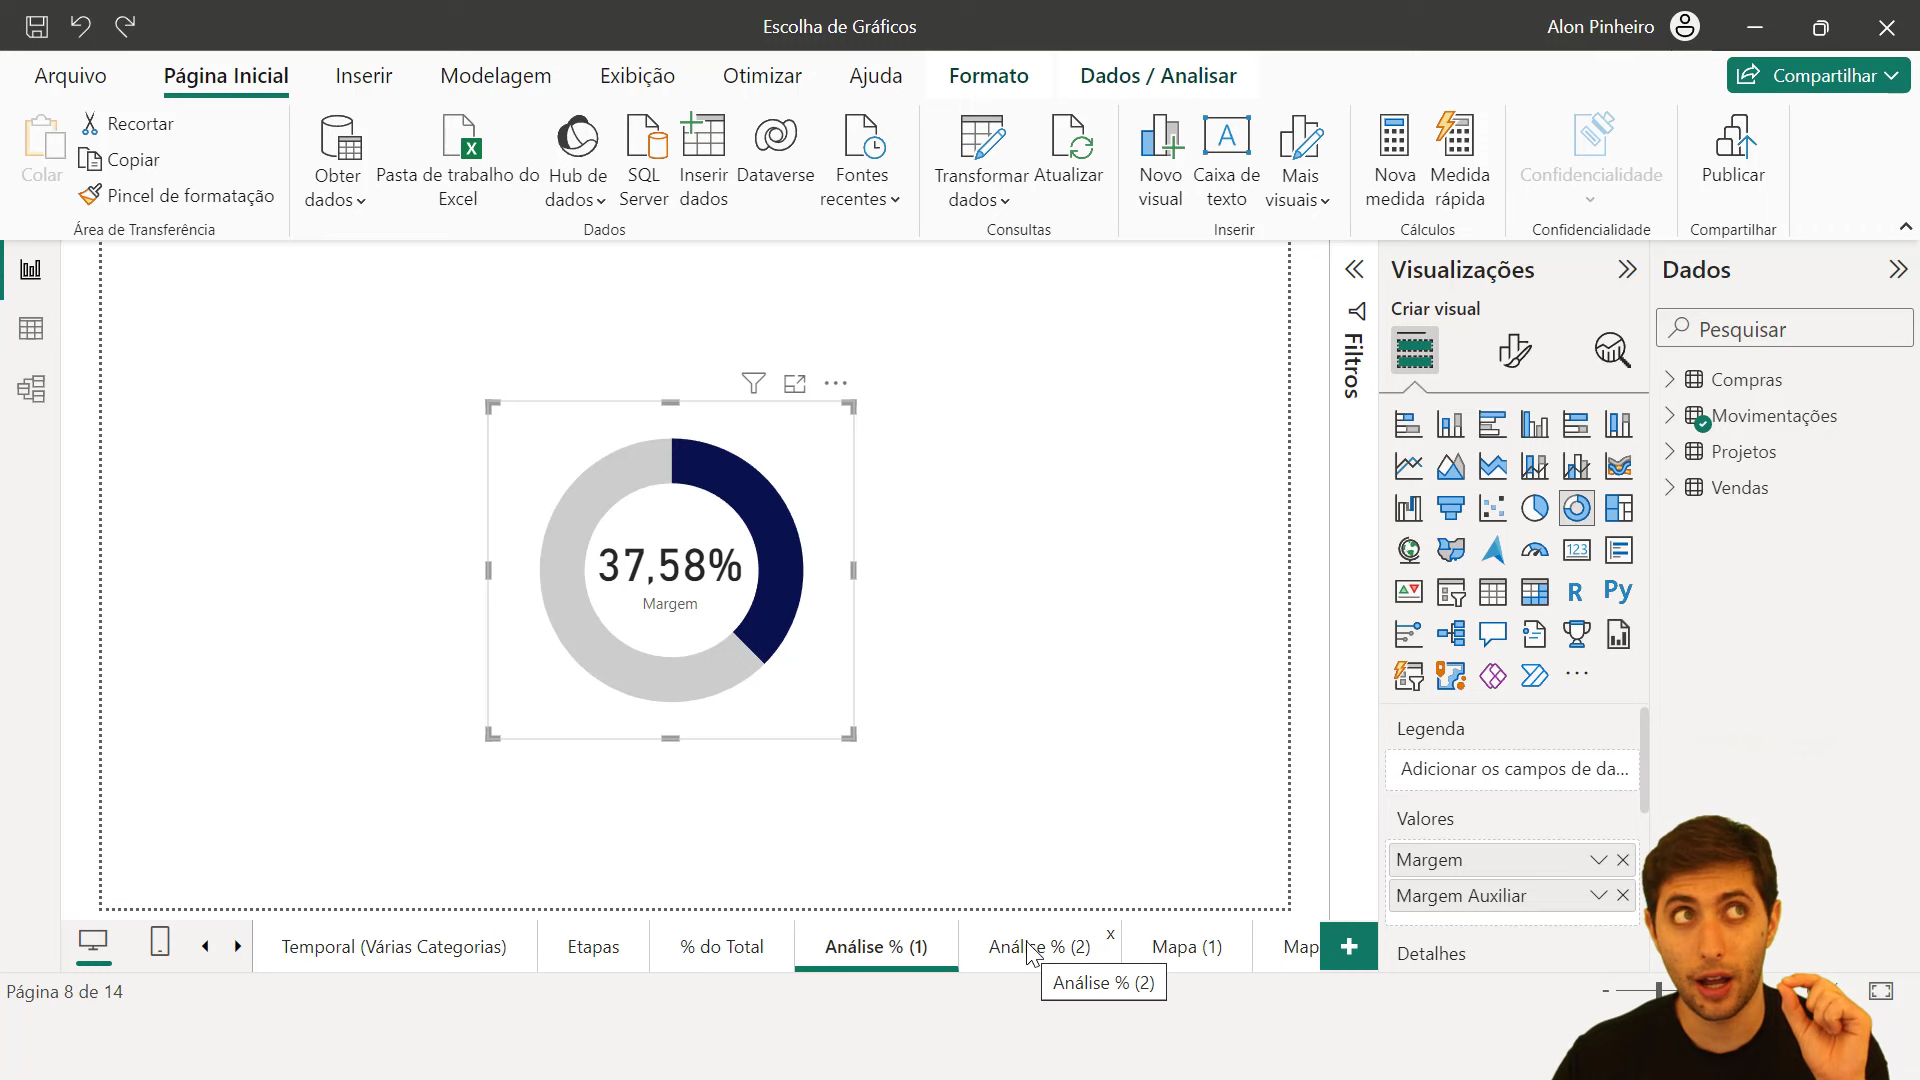 Escolha de Gráficos
Alon Pinheiro
Arquivo
Página Inicial
Inserir
Modelagem
Exibição
Otimizar
Ajuda
Formato
Dados / Analisar
Compartilhar
Colar
Recortar
Copiar
Pincel de formatação
Área de Transferência
Obter
dados
Pasta de trabalho do
Excel
Hub de
dados
SQL
Server
Inserir
dados
Dataverse
Fontes
recentes
Dados
Transformar
dados
Atualizar
Consultas
Novo
visual
Caixa de
texto
Mais
visuais
Inserir
Nova
medida
Medida
rápida
Cálculos
Confidencialidade
Confidencialidade
Publicar
Compartilhar
37,58%
Margem
Filtros
Visualizações
Criar visual
123
R
Py
Legenda
Adicionar os campos de da...
Valores
Margem
Margem Auxiliar
Detalhes
Dados
Pesquisar
Compras
Movimentações
Projetos
Vendas
Temporal (Várias Categorias)
Etapas
% do Total
Análise % (1)
Análise % (2)
Mapa (1)
Map
Análise % (2)
Página 8 de 14